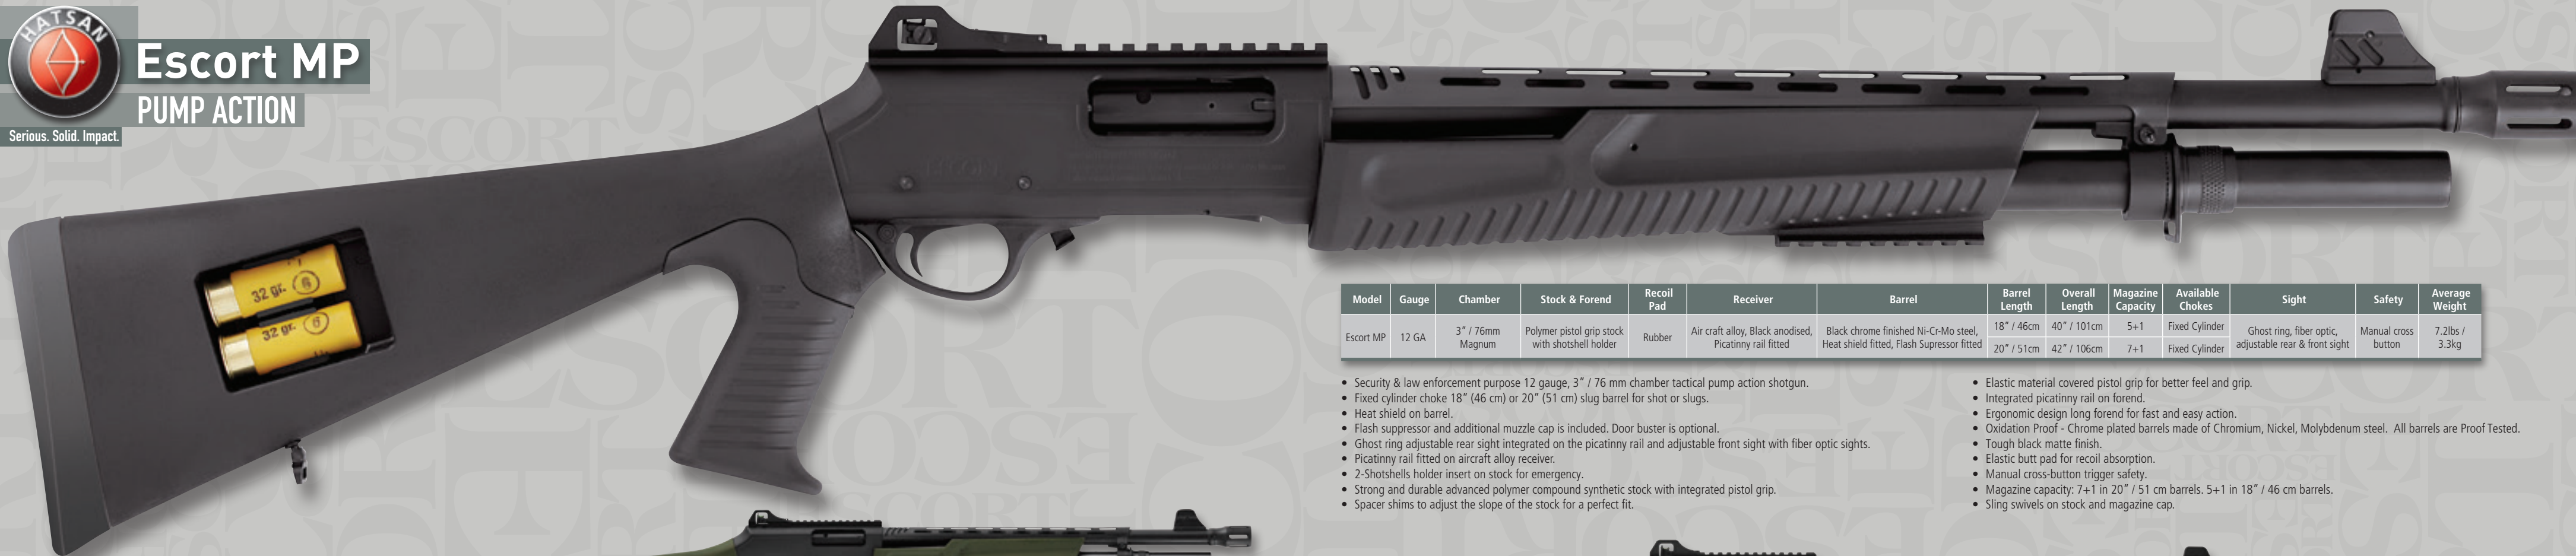 HATSAN
Escort MP
PUMP ACTION
Serious. Solid. Impact.
32 gr. 6
32 gr. 6
Model Gauge Chamber Stock & Forend Recoil Pad Receiver Barrel Barrel Length Overall Length Magazine Capacity Available Chokes Sight Safety Average Weight
Escort MP 12 GA 3” / 76mm Magnum Polymer pistol grip stock with shotshell holder Rubber Air craft alloy, Black anodised, Picatinny rail fitted Black chrome finished Ni-Cr-Mo steel, Heat shield fitted, Flash Supressor fitted 18” / 46cm 40” / 101cm 5+1 Fixed Cylinder Ghost ring, fiber optic, adjustable rear & front sight Manual cross button 7.2lbs / 3.3kg
20” / 51cm 42” / 106cm 7+1 Fixed Cylinder
• Security & law enforcement purpose 12 gauge, 3” / 76 mm chamber tactical pump action shotgun.
• Fixed cylinder choke 18” (46 cm) or 20” (51 cm) slug barrel for shot or slugs.
• Heat shield on barrel.
• Flash suppressor and additional muzzle cap is included. Door buster is optional.
• Ghost ring adjustable rear sight integrated on the picatinny rail and adjustable front sight with fiber optic sights.
• Picatinny rail fitted on aircraft alloy receiver.
• 2-Shotshells holder insert on stock for emergency.
• Strong and durable advanced polymer compound synthetic stock with integrated pistol grip.
• Spacer shims to adjust the slope of the stock for a perfect fit.
• Elastic material covered pistol grip for better feel and grip.
• Integrated picatinny rail on forend.
• Ergonomic design long forend for fast and easy action.
• Oxidation Proof - Chrome plated barrels made of Chromium, Nickel, Molybdenum steel. All barrels are Proof Tested.
• Tough black matte finish.
• Elastic butt pad for recoil absorption.
• Manual cross-button trigger safety.
• Magazine capacity: 7+1 in 20” / 51 cm barrels. 5+1 in 18” / 46 cm barrels.
• Sling swivels on stock and magazine cap.